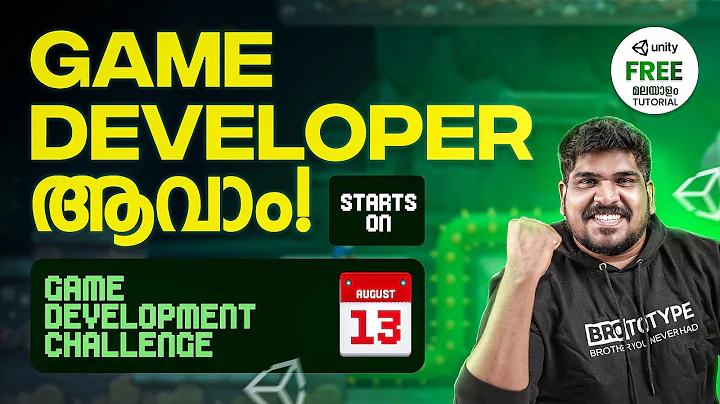 GAME
DEVELOPER
ആവാം!
STARTS
ON
GAME
DEVELOPMENT
CHALLENGE
AUGUST
13
unity
FREE
മലയാളം
TUTORIAL
BROTOTYPE
BROTHER YOU NEVER HAD